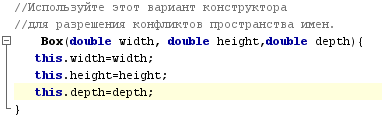 //Используйте этот вариант конструктора
//для разрешения конфликтов пространства имен.
Box(double width, double height,double depth){
this.width=width;
this.height=height;
this.depth=depth;
}